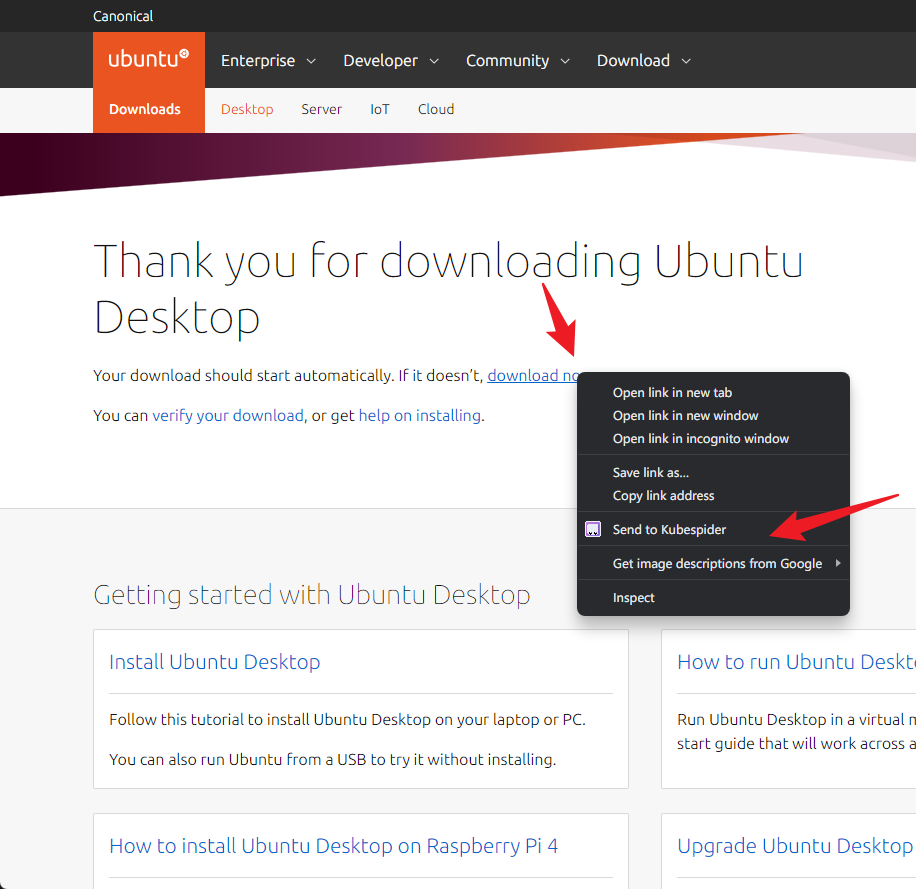 Canonical
ubuntu
Enterprise
Developer
Community
Download
Downloads
Desktop
Server
IoT
Cloud
Thank you for downloading Ubuntu
Desktop
Your download should start automatically. If it doesn't, download
You can verify your download, or get help on installing.
Open link in new tab
Open link in new window
Open link in incognito window
Save link as...
Copy link address
Send to Kubespider
Get image descriptions from Google
Inspect
Getting started with Ubuntu Desktop
Install Ubuntu Desktop
Follow this tutorial to install Ubuntu Desktop on your laptop or PC.
You can also run Ubuntu from a USB to try it without installing.
How to run Ubuntu
Run Ubuntu Desktop in a virtual
start guide that will work across
How to install Ubuntu Desktop on Raspberry Pi 4
Upgrade Ubuntu Desktop